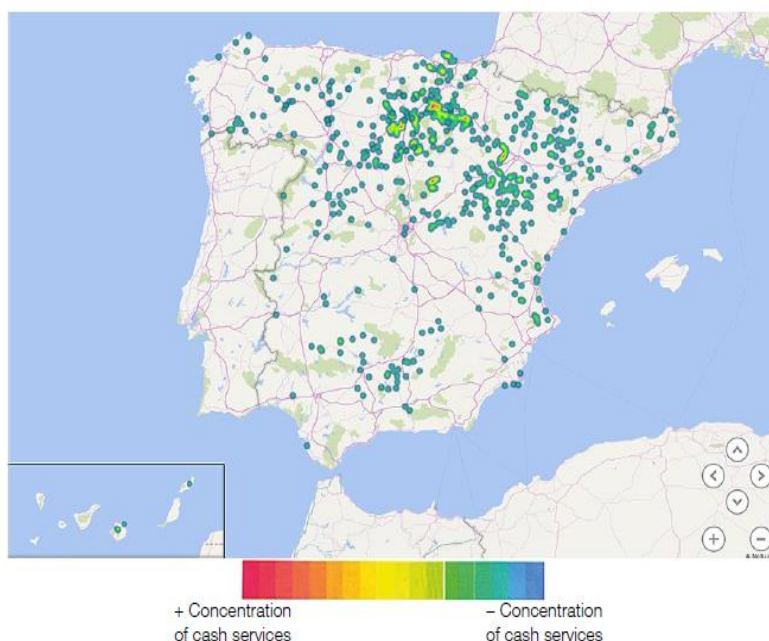 + Concentration
of cash services
– Concentration
of cash services